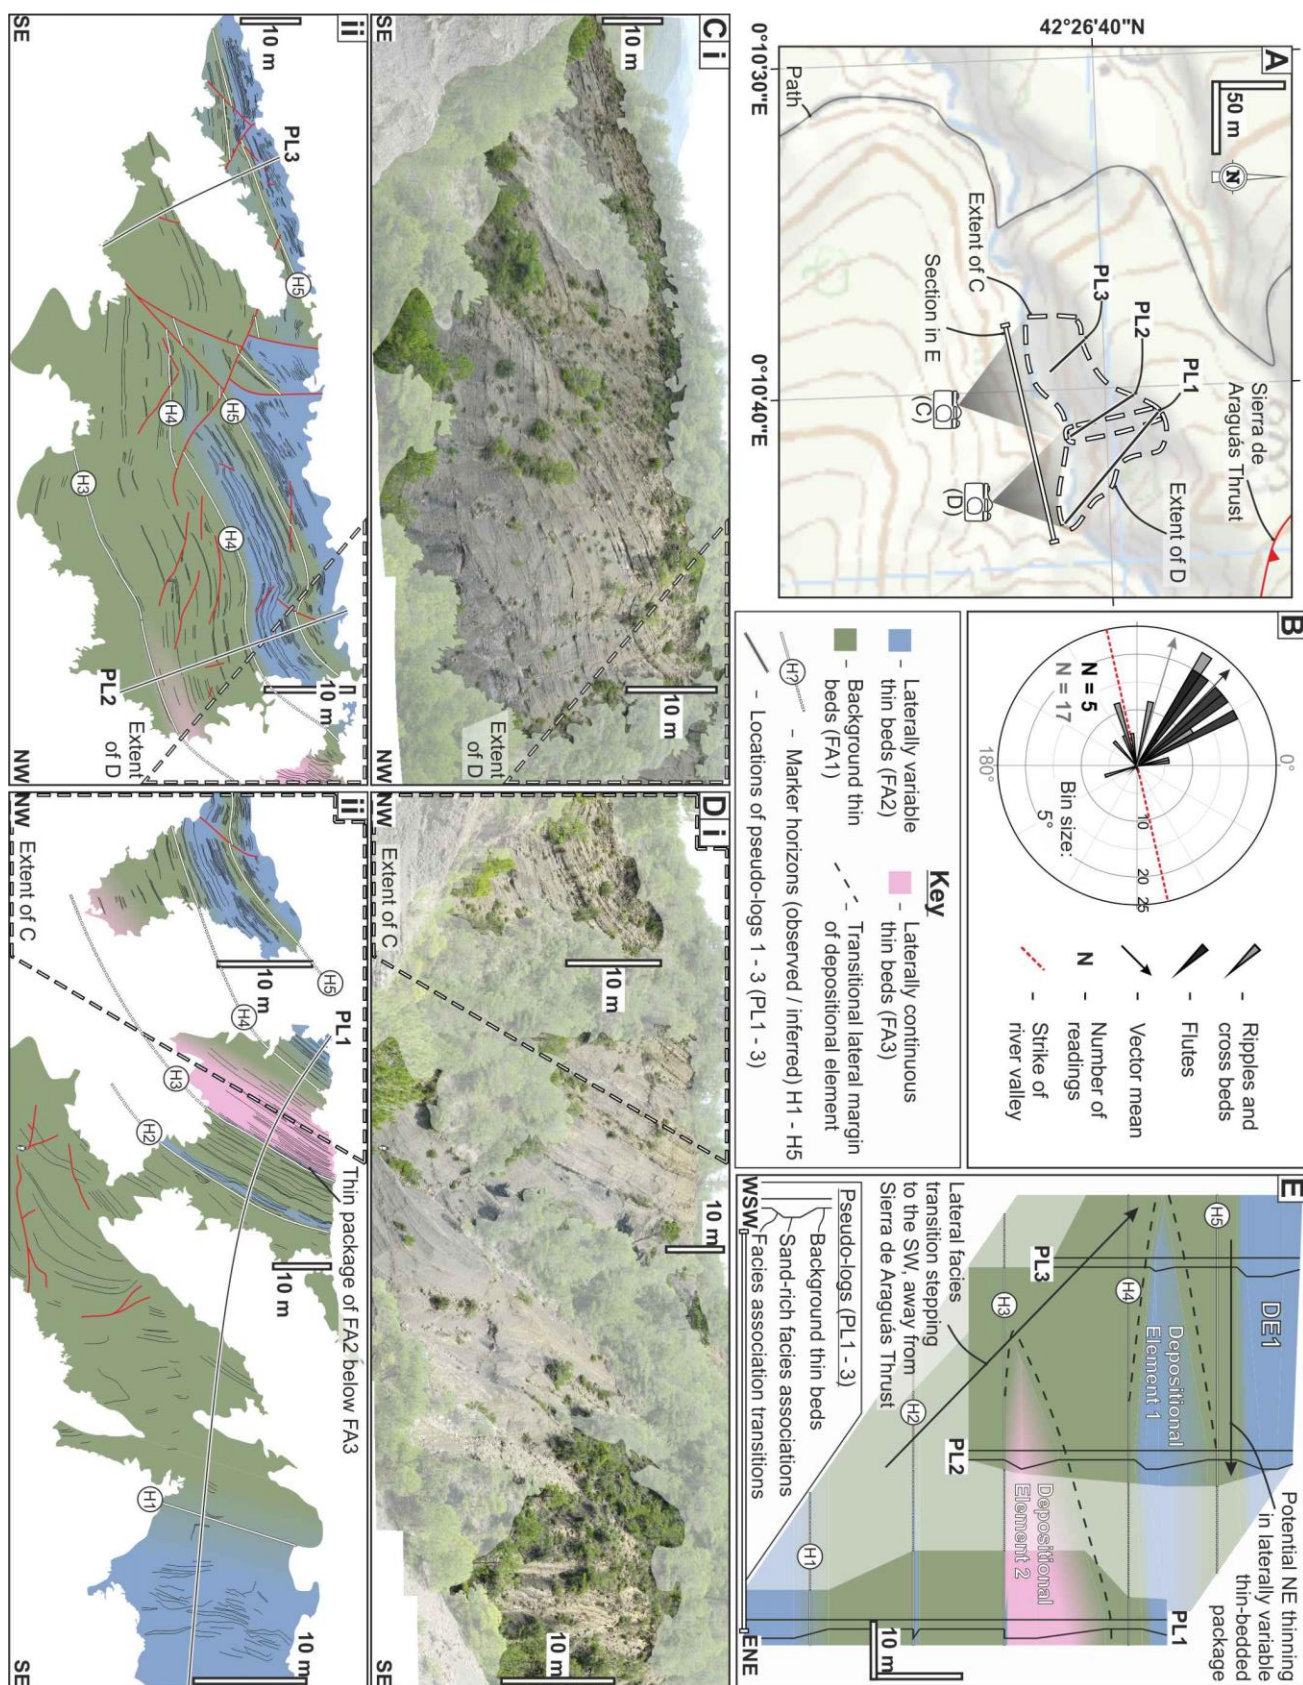 A
42°26'40"N
0°10'30"E
0°10'40"E
50 m
N
Path
Extent of C
Section in E
PL3
PL2
PL1
Sierra de
Araguás Thrust
Extent of D
(C)
(D)
B
0°
180°
10
20
25
N = 5
N = 17
Bin size:
5°
- Ripples and
cross beds
- Flutes
- Vector mean
N - Number of
readings
- Strike of
river valley
Key
- Laterally variable
thin beds (FA2)
- Background thin
beds (FA1)
- Laterally continuous
thin beds (FA3)
- Transitional lateral margin
of depositional element
H? - Marker horizons (observed / inferred) H1 - H5
- Locations of pseudo-logs 1 - 3 (PL1 - 3)
E
Potential NE thinning
in laterally variable
thin-bedded
package
DE1
H5
Depositional
Element 1
H4
PL3
H3
PL2
Depositional
Element 2
PL1
H2
H1
Lateral facies
transition stepping
to the SW, away from
Sierra de Araguás Thrust
10 m
Pseudo-logs (PL1 - 3)
Background thin beds
Sand-rich facies associations
Facies association transitions
WSW
ENE
C i
10 m
10 m
Extent
of D
ii
10 m
SE
PL3
H5
H4
H5
H3
H4
PL2
10 m
Extent
of D
NW
D i
10 m
10 m
10 m
ii
NW
Extent of C
10 m
H5
H4
PL1
H3
H2
Thin package of FA2 below FA3
10 m
H1
10 m
SE